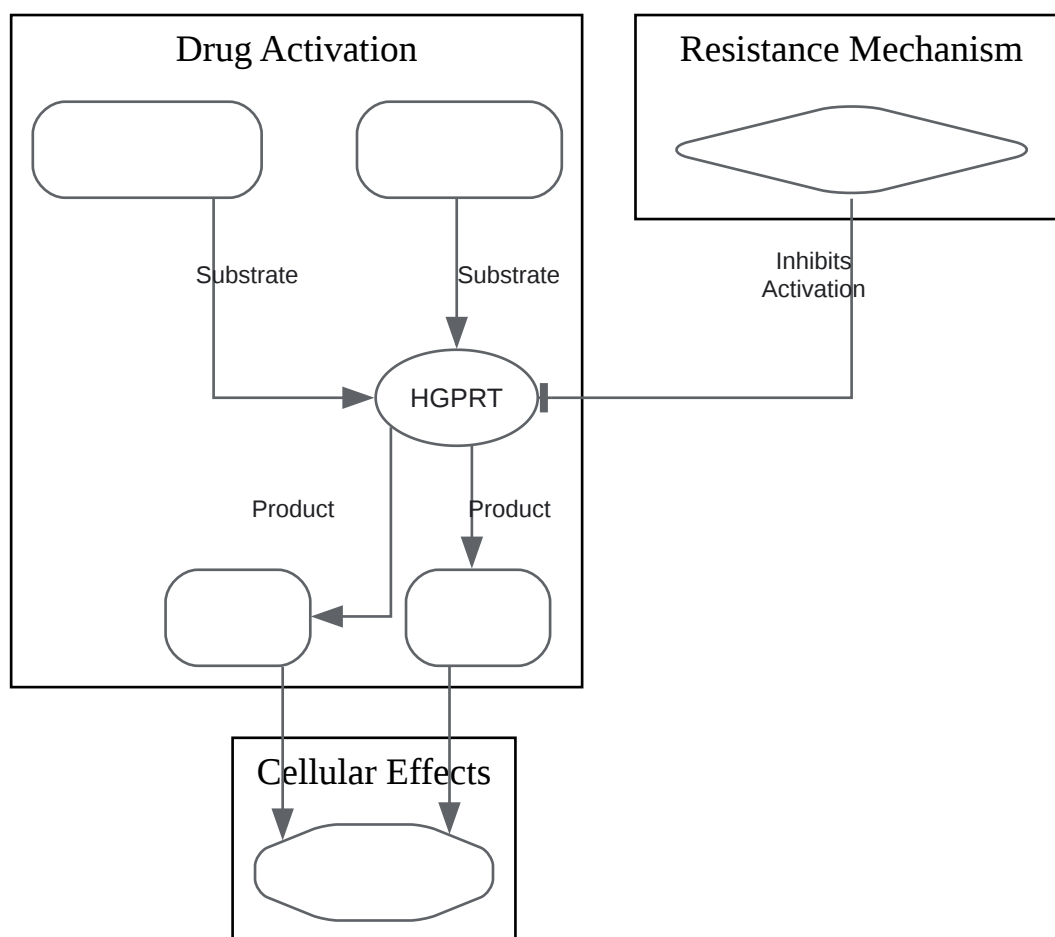 Drug Activation
Resistance Mechanism
Substrate
Substrate
Inhibits
Activation
HGPRT
Product
Product
Cellular Effects